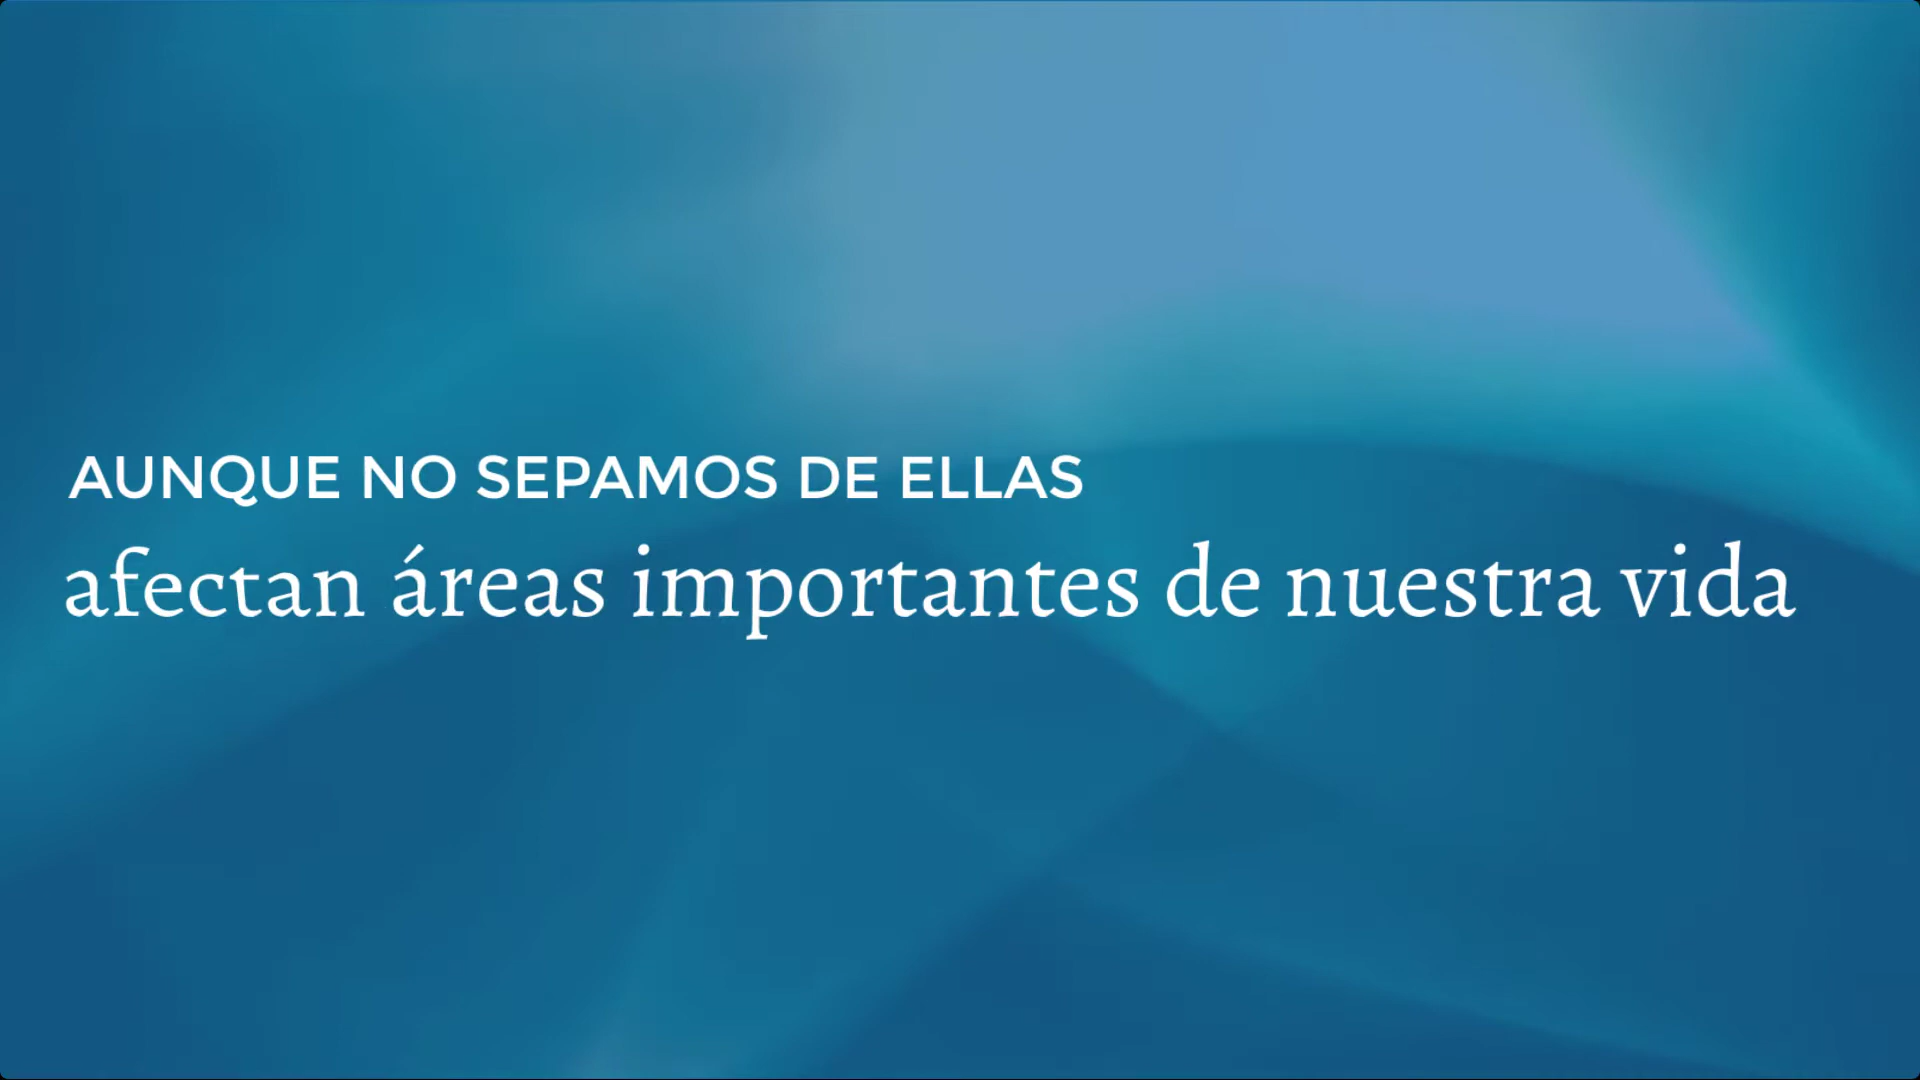 AUNQUE NO SEPAMOS DE ELLAS
afectan áreas importantes de nuestra vida